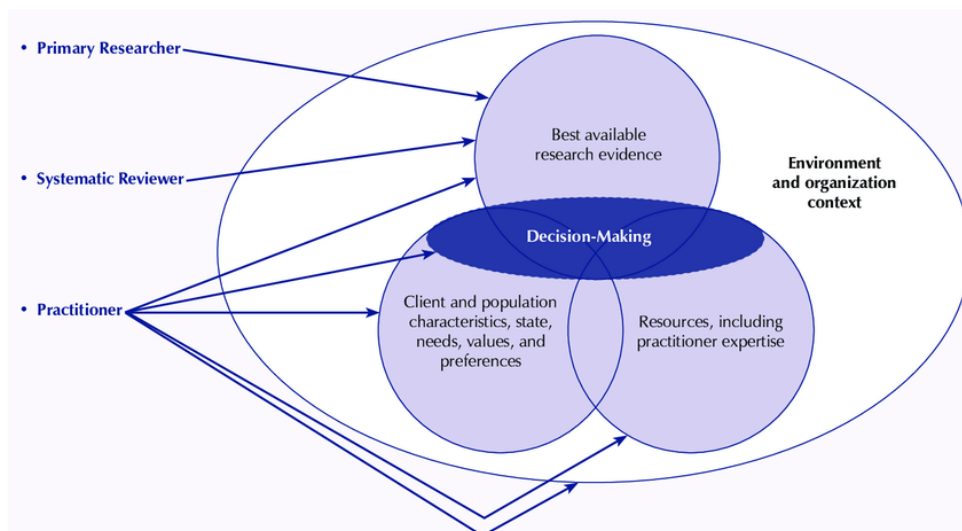 • Primary Researcher
Best available
research evidence
Environment
and organization
context
• Systematic Reviewer
Decision-Making
• Practitioner
Client and population
characteristics, state,
needs, values, and
preferences
Resources, including
practitioner expertise